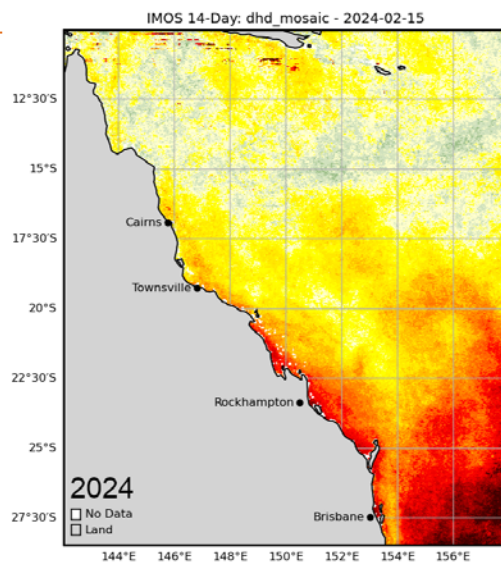 IMOS 14-Day: dhd_mosaic - 2024-02-15
12°30'S
15°S
Cairns
17°30'S
Townsville
20°S
22°30'S
Rockhampton
25°S
2024
No Data
Land
Brisbane
27°30'S
144°E 146°E 148°E 150°E 152°E 154°E 156°E